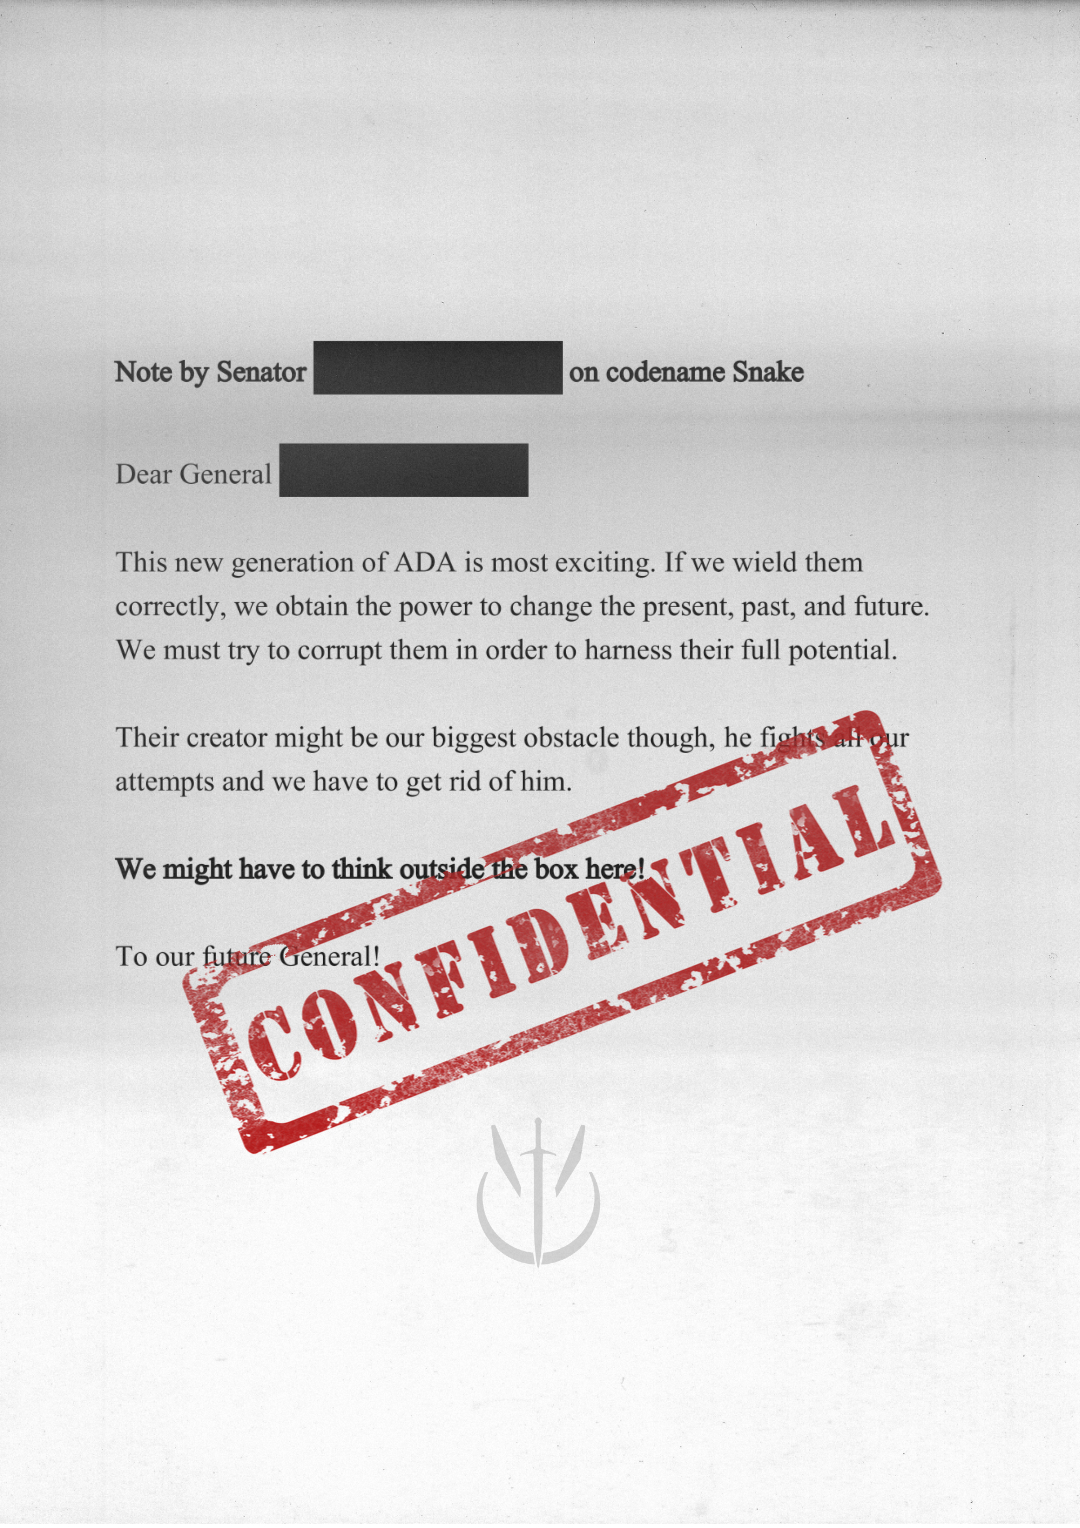 Note by Senator on codename Snake
Dear General
This new generation of ADA is most exciting. If we wield them
correctly, we obtain the power to change the present, past, and future.
We must try to corrupt them in order to harness their full potential.
Their creator might be our biggest obstacle though, he fights all our
attempts and we have to get rid of him.
We might have to think outside the box here!
To our future General!
CONFIDENTIAL